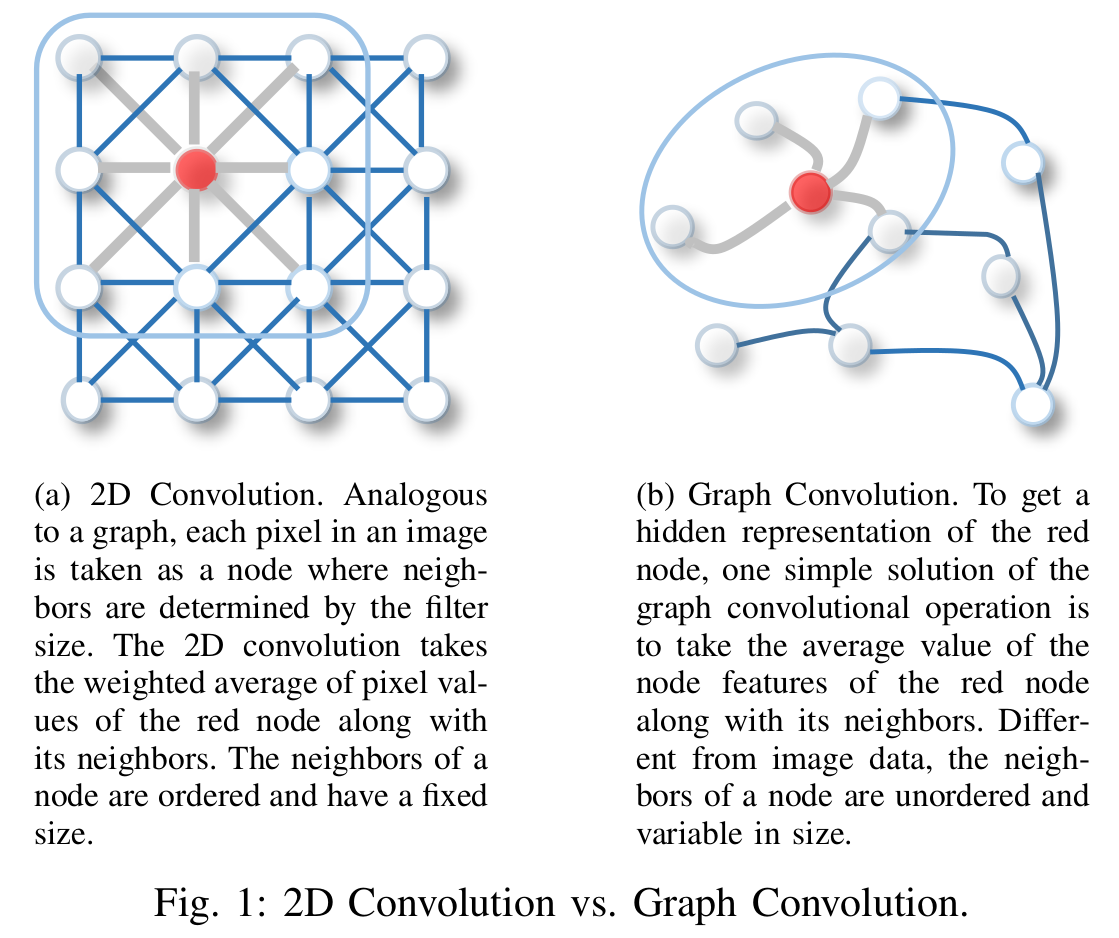 (a) 2D Convolution. Analogous
to a graph, each pixel in an image
is taken as a node where neigh-
bors are determined by the filter
size. The 2D convolution takes
the weighted average of pixel val-
ues of the red node along with
its neighbors. The neighbors of a
node are ordered and have a fixed
size.
(b) Graph Convolution. To get a
hidden representation of the red
node, one simple solution of the
graph convolutional operation is
to take the average value of the
node features of the red node
along with its neighbors. Differ-
ent from image data, the neigh-
bors of a node are unordered and
variable in size.
Fig. 1: 2D Convolution vs. Graph Convolution.